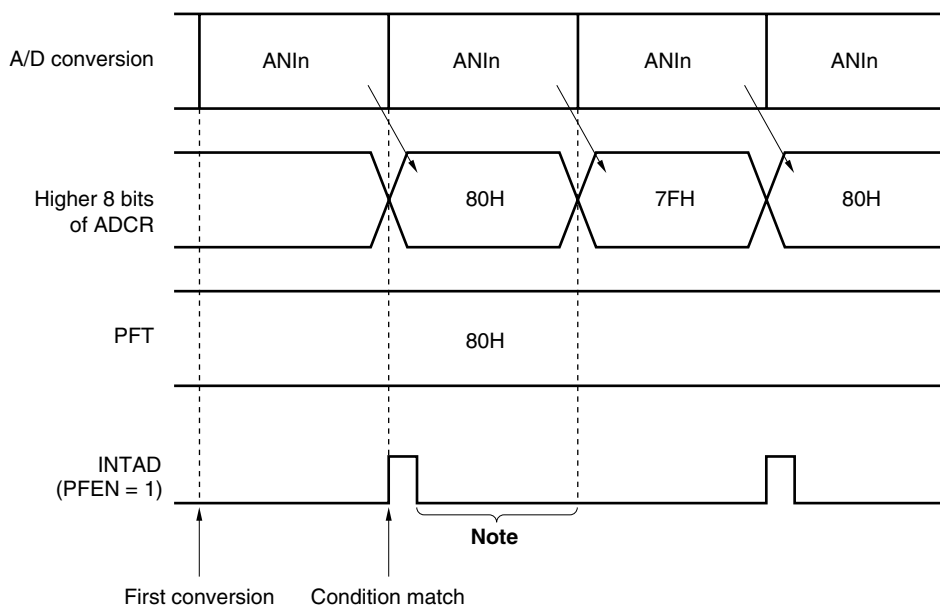 A/D conversion
ANIn
ANIn
ANIn
ANIn
Higher 8 bits
of ADCR
80H
7FH
80H
PFT
80H
INTAD
(PFEN = 1)
Note
First conversion
Condition match